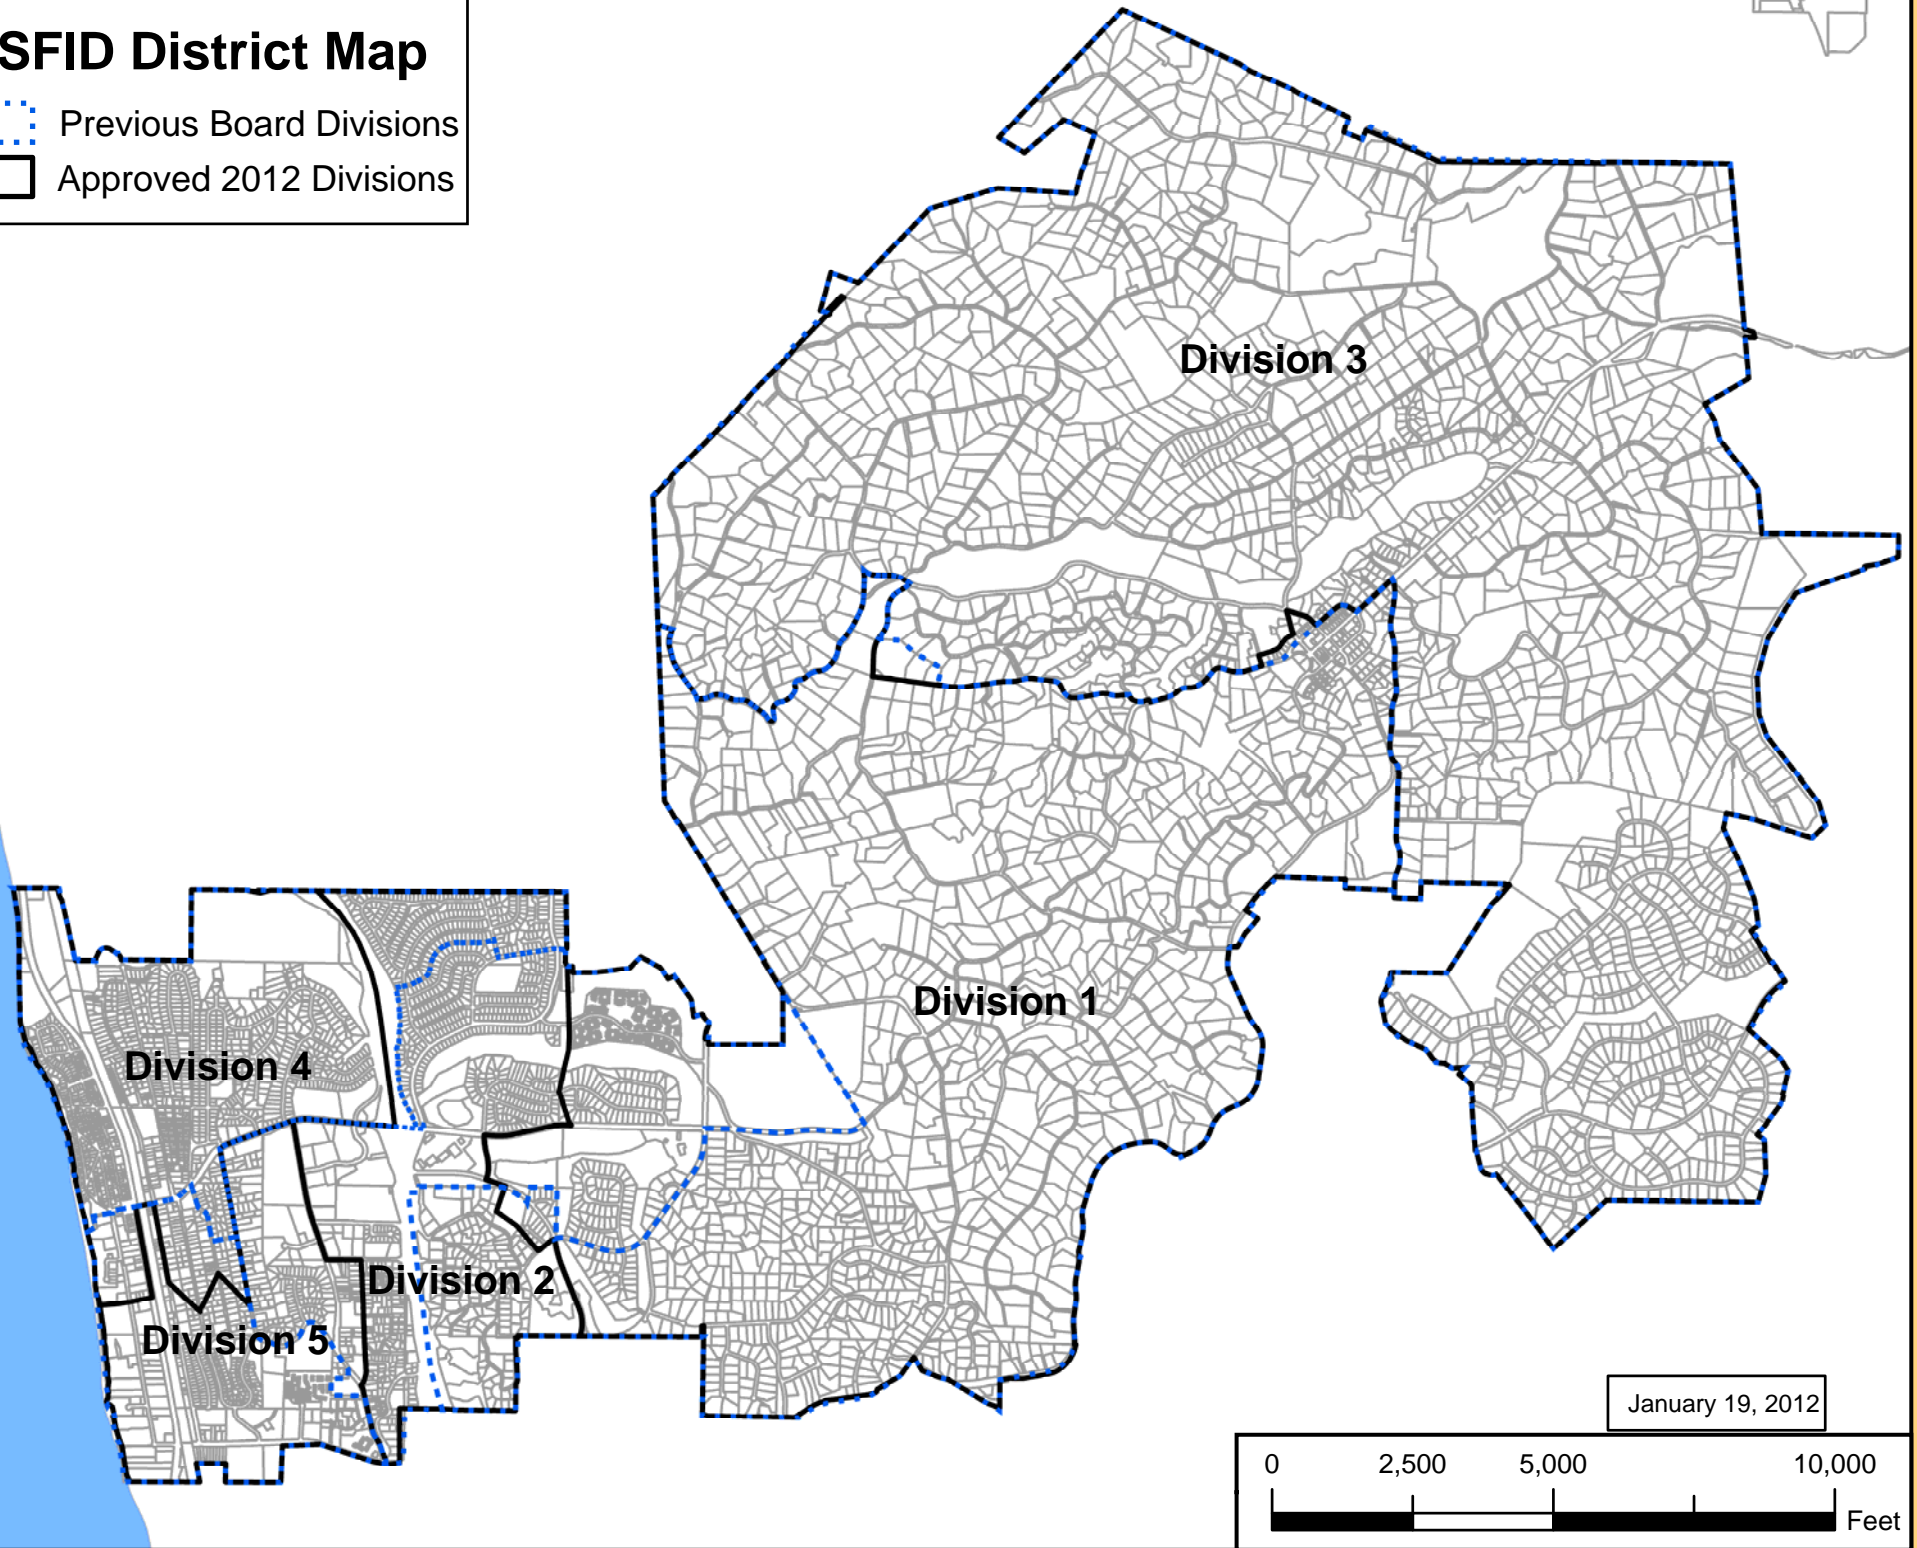 SFID District Map
Previous Board Divisions
Approved 2012 Divisions
Division 3
Division 1
Division 4
Division 2
Division 5
January 19, 2012
0 2,500 5,000 10,000
Feet